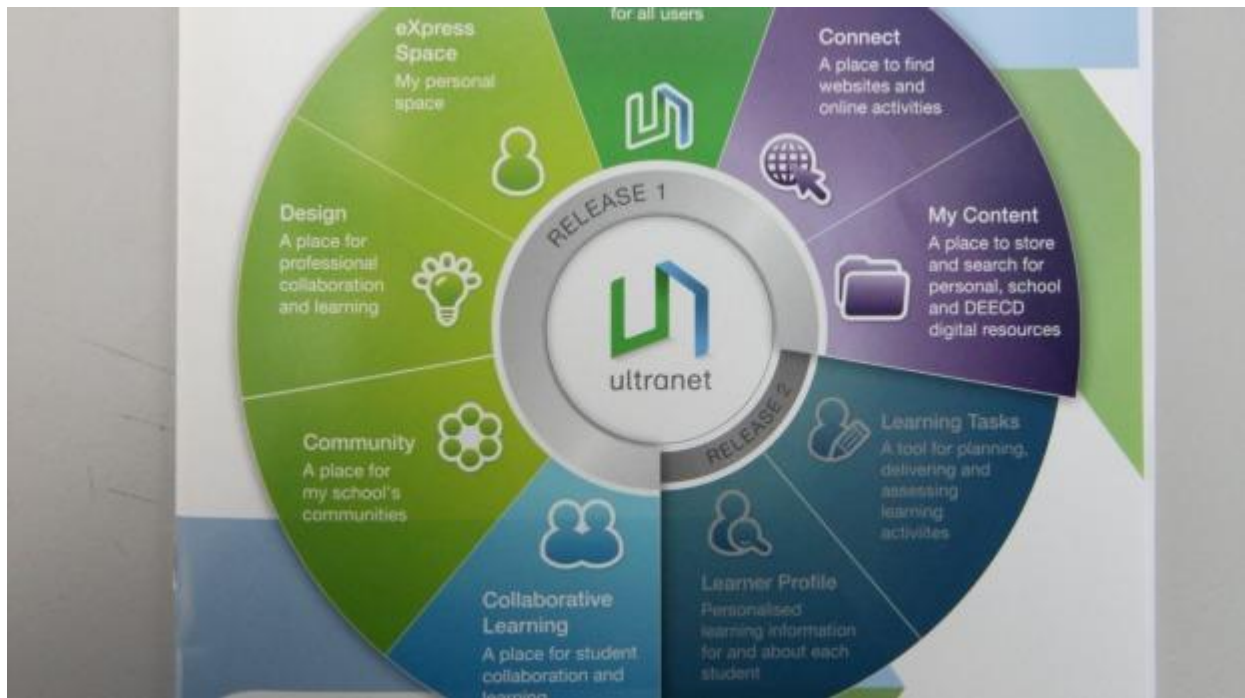 for all users
eXpress
Space
My personal
space
Connect
A place to find
websites and
online activities
Design
A place for
professional
collaboration
and learning
RELEASE 1
My Content
A place to store
and search for
personal, school
and DEECD
digital resources
ultranet
RELEASE 2
Community
A place for
my school's
communities
Learning Tasks
A tool for planning,
delivering and
assessing
learning
activiites
Collaborative
Learning
A place for student
collaboration and
learning
Learner Profile
Personalised
learning information
for and about each
student